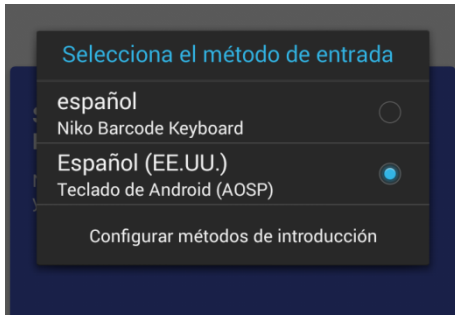 Selecciona el método de entrada
español
Niko Barcode Keyboard
Español (EE.UU.)
Teclado de Android (AOSP)
Configurar métodos de introducción